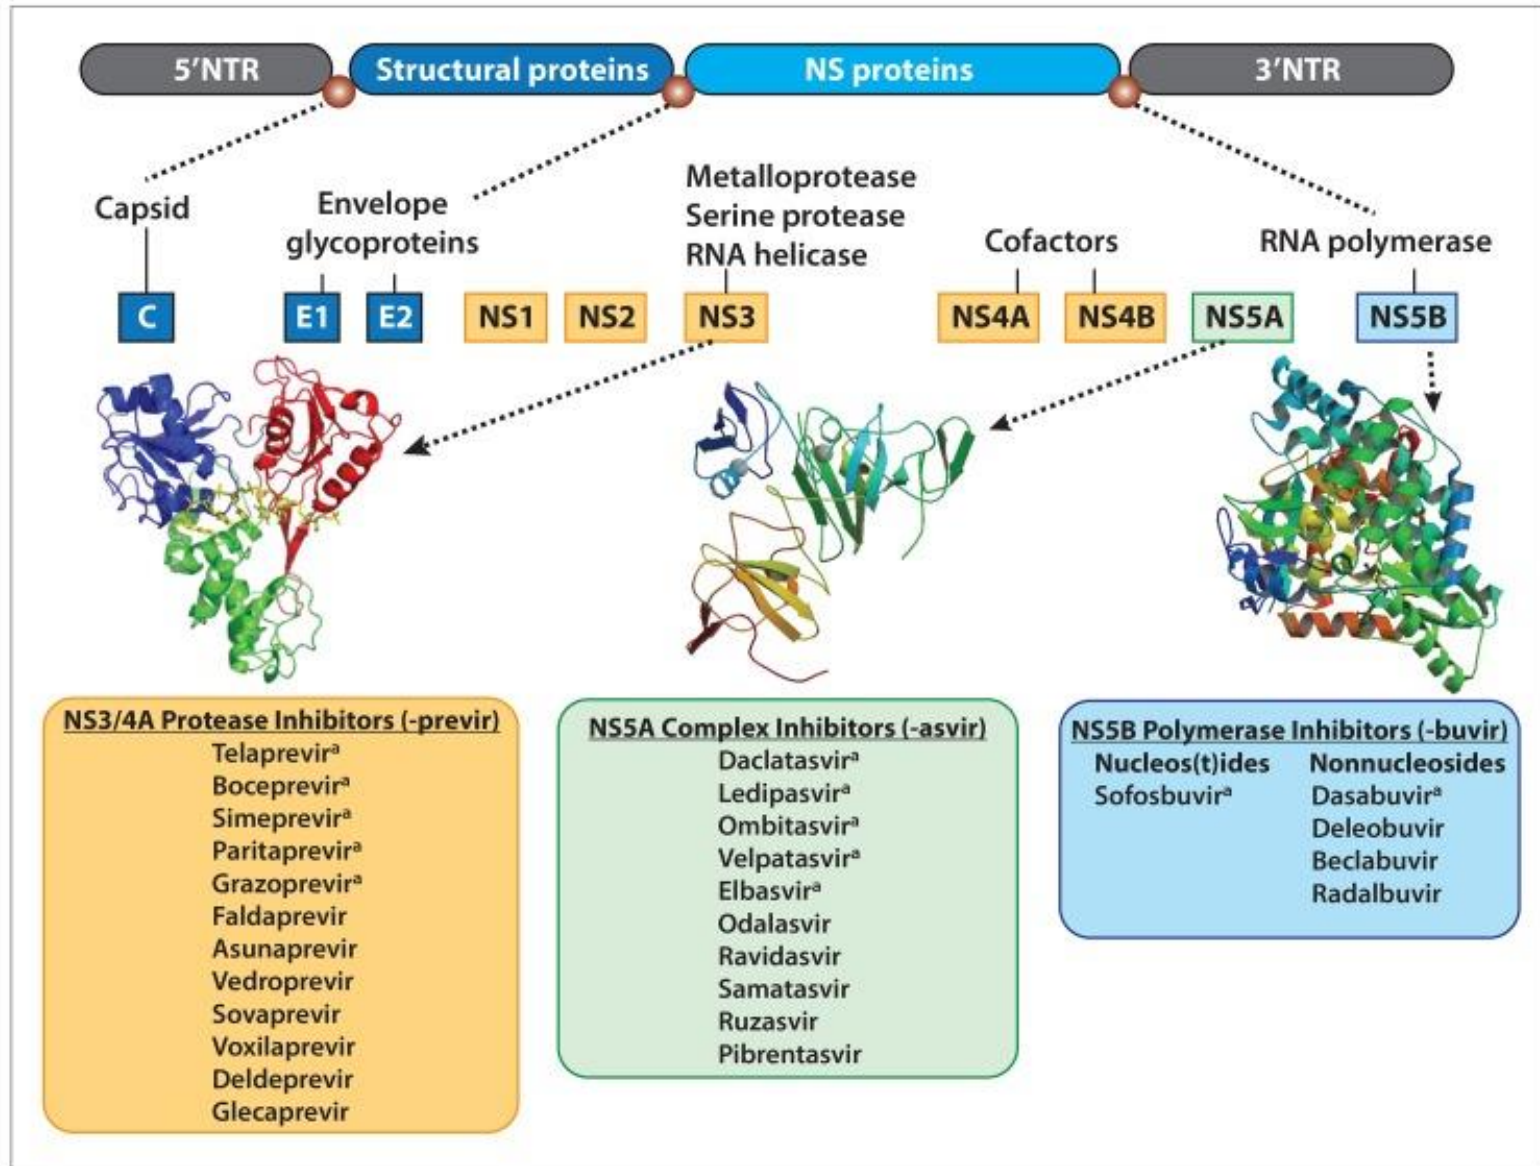 5’NTR
Structural proteins
NS proteins
3’NTR
Capsid
Envelope
glycoproteins
Metalloprotease
Serine protease
RNA helicase
Cofactors
RNA polymerase
C
E1
E2
NS1
NS2
NS3
NS4A
NS4B
NS5A
NS5B
NS3/4A Protease Inhibitors (-previr)
Telaprevirᵃ
Boceprevirᵃ
Simeprevirᵃ
Paritaprevirᵃ
Grazoprevirᵃ
Faldaprevir
Asunaprevir
Vedroprevir
Sovaprevir
Voxilaprevir
Deldeprevir
Glecaprevir
NS5A Complex Inhibitors (-asvir)
Daclatasvirᵃ
Ledipasvirᵃ
Ombitasvirᵃ
Velpatasvirᵃ
Elbasvirᵃ
Odalasvir
Ravidasvir
Samatasvir
Ruzasvir
Pibrentasvir
NS5B Polymerase Inhibitors (-buvir)
Nucleos(t)ides
Sofosbuvirᵃ
Nonnucleosides
Dasabuvirᵃ
Deleobuvir
Beclabuvir
Radalbuvir